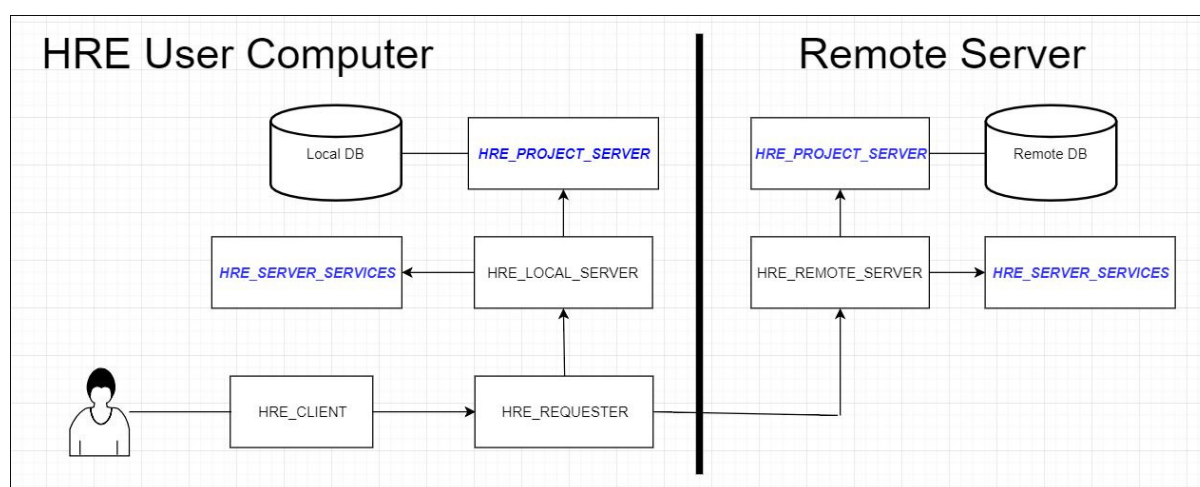 HRE User Computer
Remote Server
Local DB
HRE_PROJECT_SERVER
HRE_PROJECT_SERVER
Remote DB
HRE_SERVER_SERVICES
HRE_LOCAL_SERVER
HRE_REMOTE_SERVER
HRE_SERVER_SERVICES
HRE_CLIENT
HRE_REQUESTER